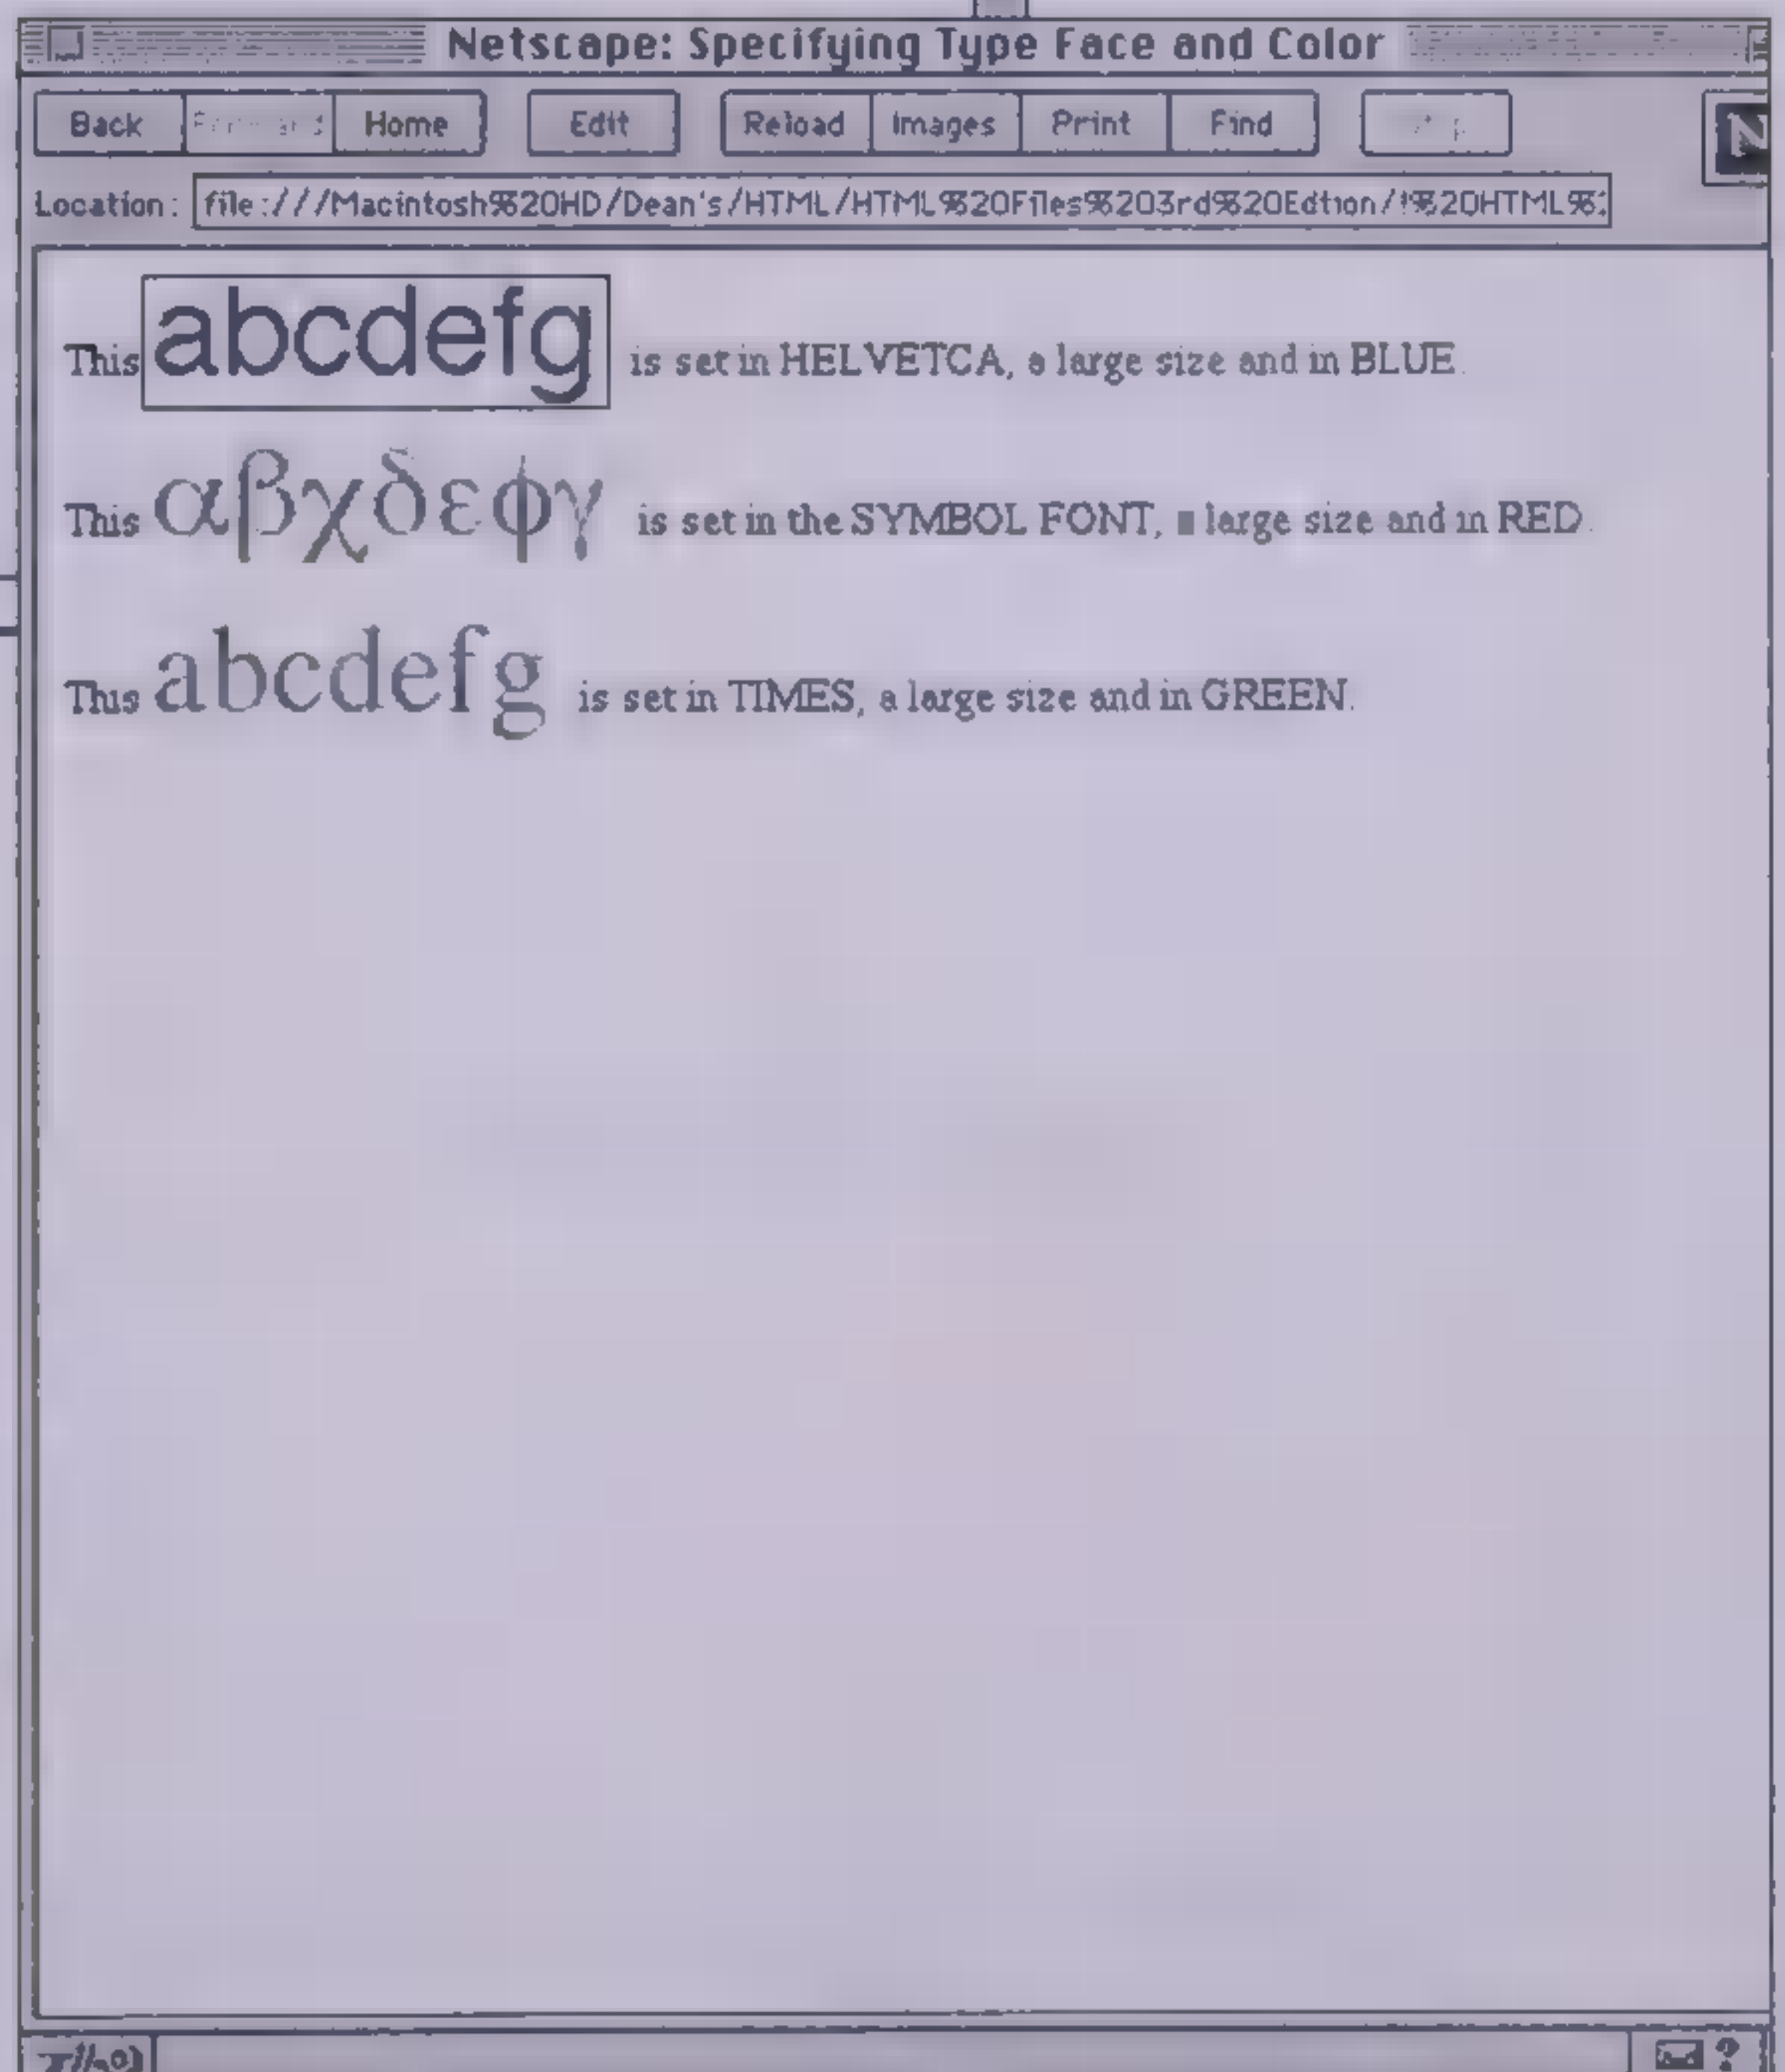 Netscape: Specifying Type Face and Color
Back Home Edit Reload Images Print Find
N
Location: file:///Macintosh%20HD/Dean's/HTML/HTML%20Files%203rd%20Edtion/!%20HTML%
This abcdefg is set in HELVETCA, a large size and in BLUE.
This αβχδεφγ is set in the SYMBOL FONT, large size and in RED.
This abcdefg is set in TIMES, a large size and in GREEN.
?